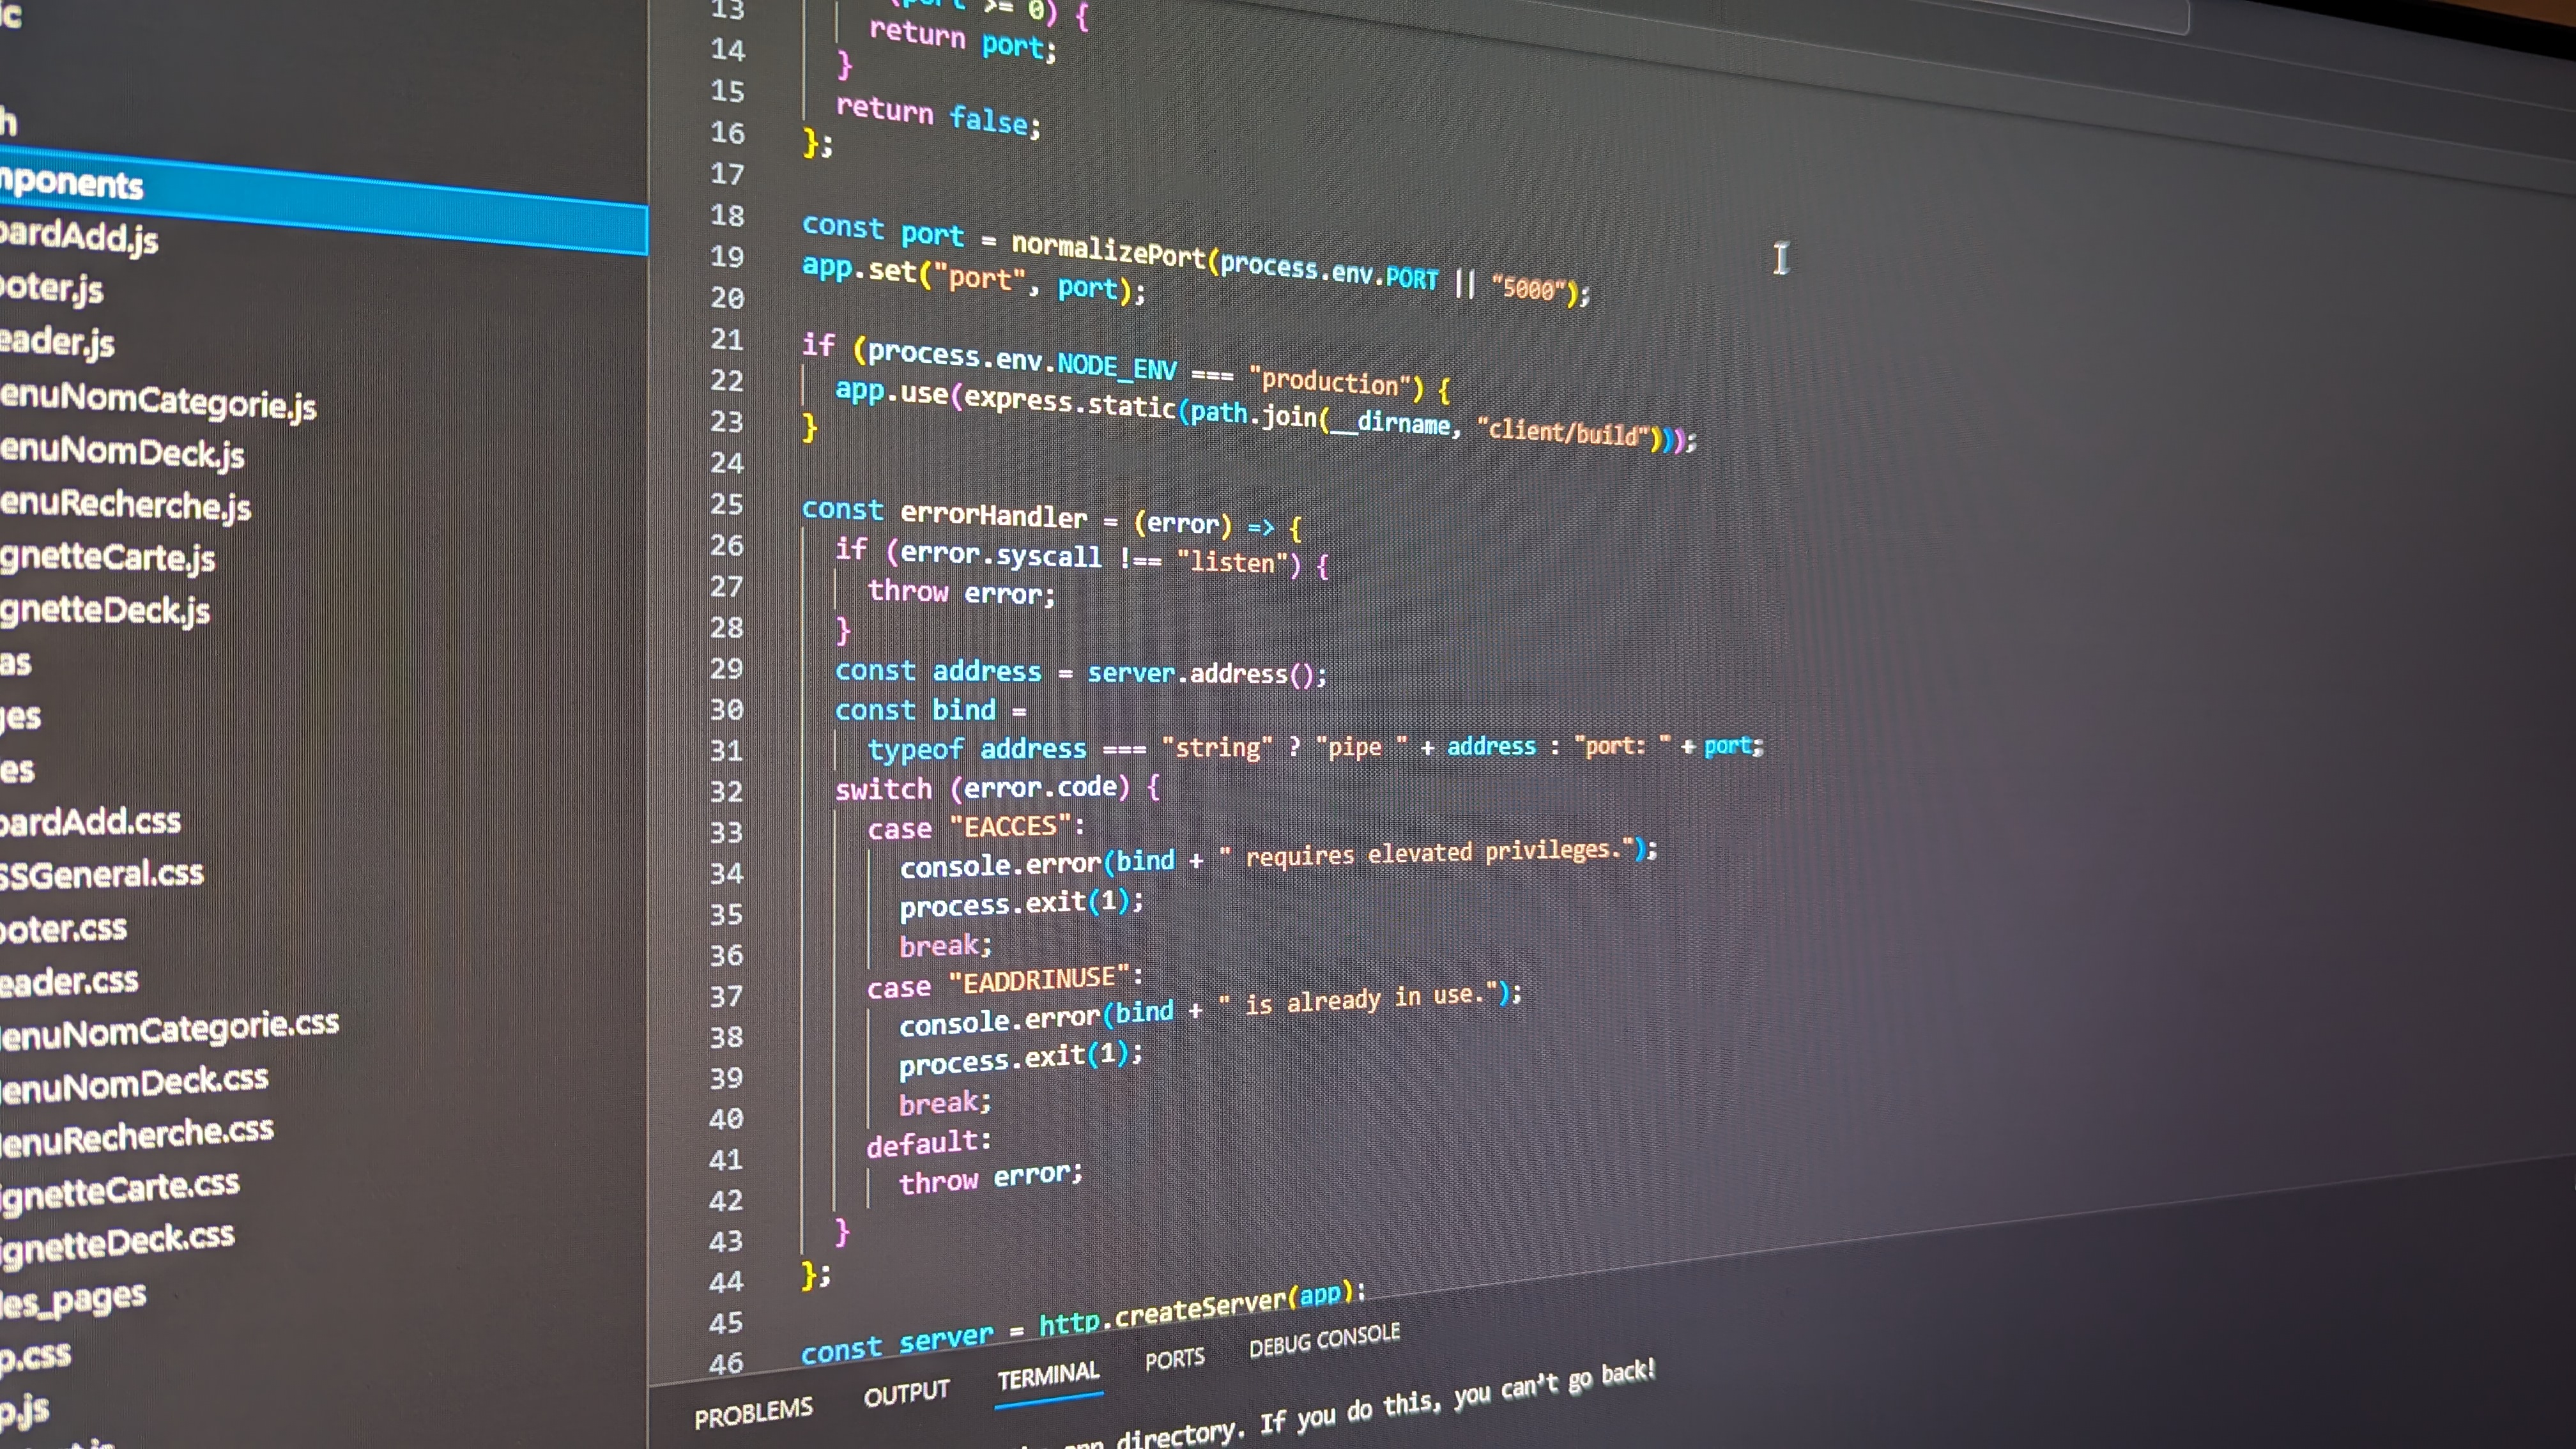 ic
h
mponents
oardAdd.js
ooter.js
eader.js
enuNomCategorie.js
enuNomDeck.js
enuRecherche.js
gnetteCarte.js
gnetteDeck.js
as
ges
es
oardAdd.css
SSGeneral.css
ooter.css
eader.css
enuNomCategorie.css
enuNomDeck.css
enuRecherche.css
ignetteCarte.css
ignetteDeck.css
les_pages
p.css
p.js
13 (port >= 0) {
14 return port;
15 }
16 return false;
17 };
18
19 const port = normalizePort(process.env.PORT || "5000");
20 app.set("port", port);
21
22 if (process.env.NODE_ENV === "production") {
23 app.use(express.static(path.join(__dirname, "client/build")));
24 }
25
26 const errorHandler = (error) => {
27 if (error.syscall !== "listen") {
28 throw error;
29 }
30 const address = server.address();
31 const bind =
32 typeof address === "string" ? "pipe " + address : "port: " + port;
33 switch (error.code) {
34 case "EACCES":
35 console.error(bind + " requires elevated privileges.");
36 process.exit(1);
37 break;
38 case "EADDRINUSE":
39 console.error(bind + " is already in use.");
40 process.exit(1);
41 break;
42 default:
43 throw error;
44 }
45 };
46 const server = http.createServer(app);
PROBLEMS OUTPUT TERMINAL PORTS DEBUG CONSOLE
app directory. If you do this, you can't go back!